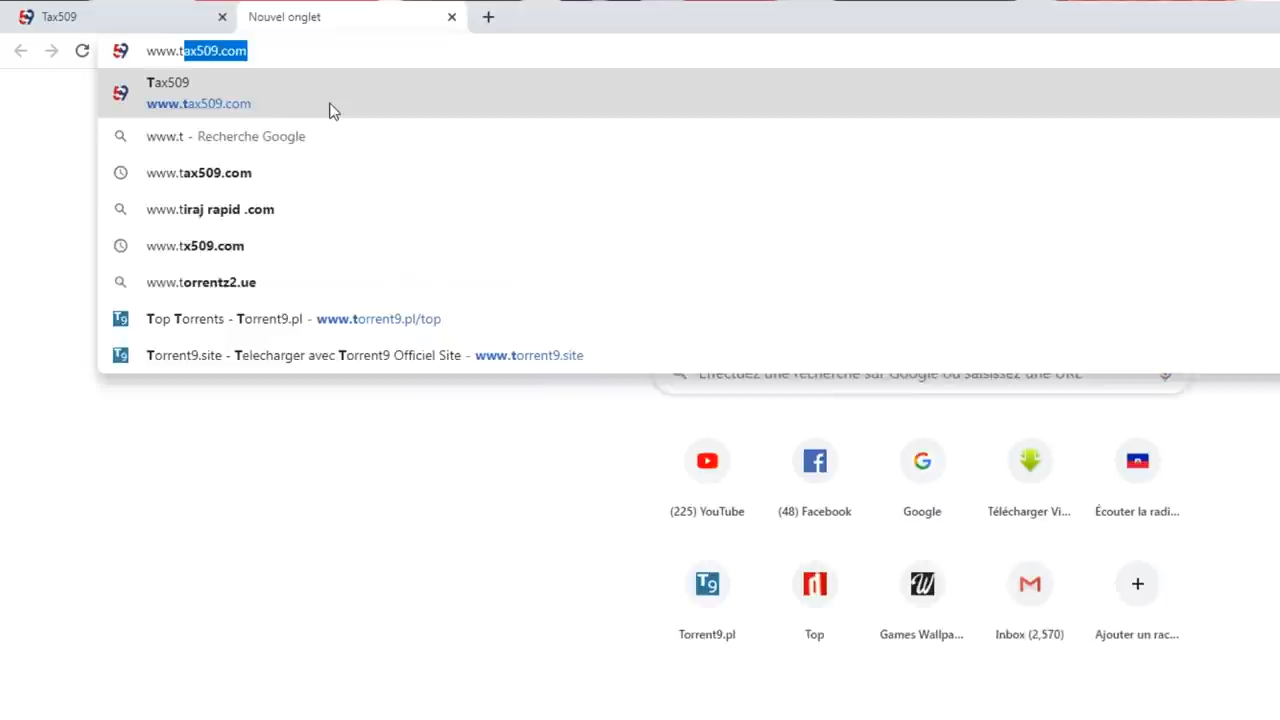 Tax509
Nouvel onglet
www.tax509.com
Tax509
www.tax509.com
www.t - Recherche Google
www.tax509.com
www.tiraj rapid .com
www.tx509.com
www.torrentz2.ue
Top Torrents - Torrent9.pl - www.torrent9.pl/top
Torrent9.site - Telecharger avec Torrent9 Officiel Site - www.torrent9.site
Effectuez une recherche sur Google ou saisissez une URL
(225) YouTube
(48) Facebook
Google
Télécharger Vi...
Écouter la radi...
T9
Torrent9.pl
Top
Games Wallpa...
Inbox (2,570)
Ajouter un rac...